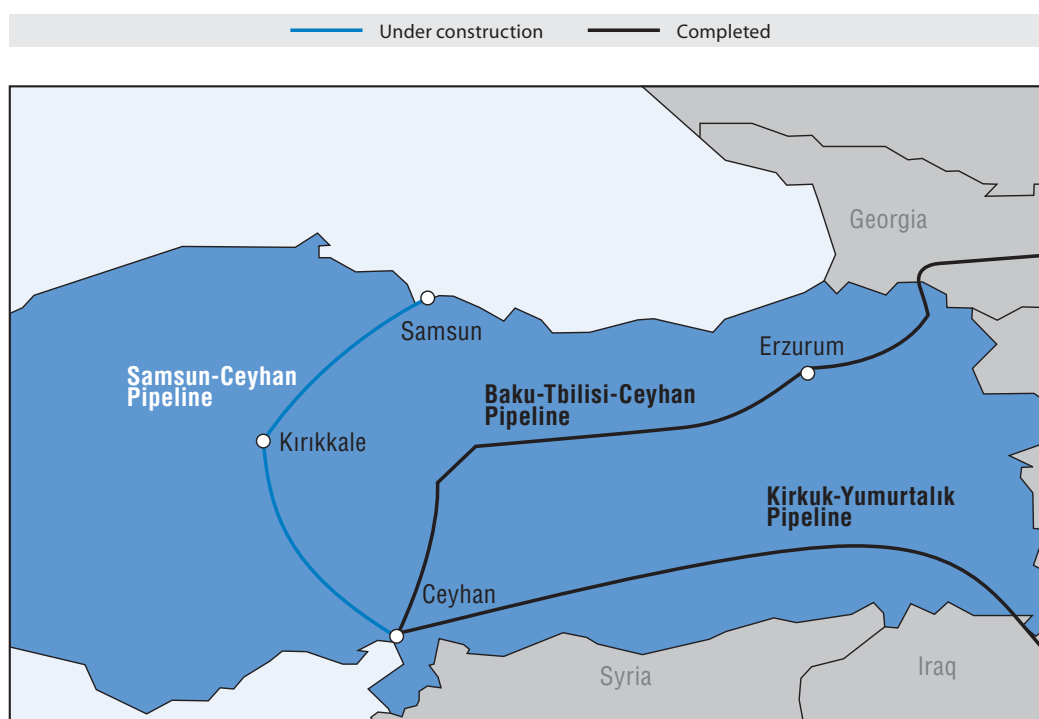 Under construction
Completed
Georgia
Samsun
Erzurum
Samsun-Ceyhan
Pipeline
Baku-Tbilisi-Ceyhan
Pipeline
Kırıkkale
Kirkuk-Yumurtalık
Pipeline
Ceyhan
Syria
Iraq